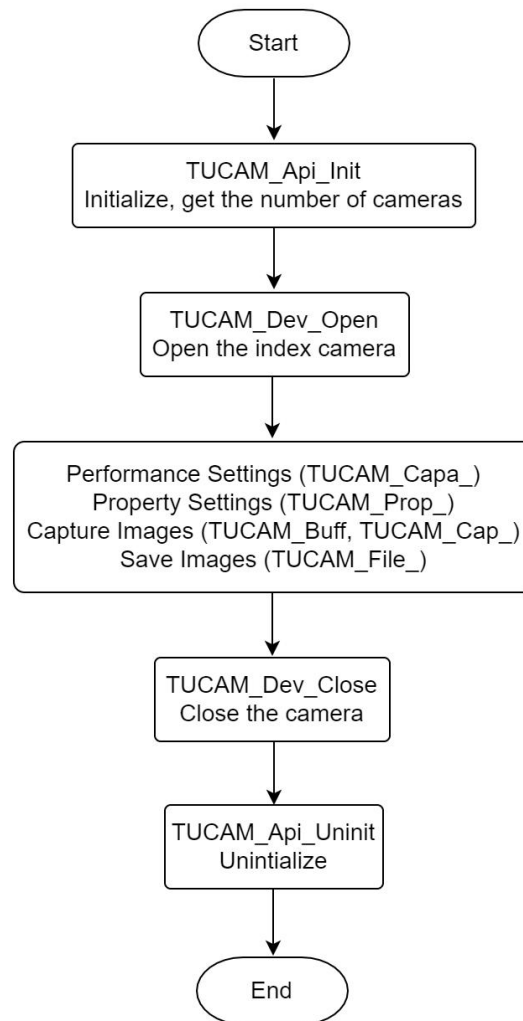 Start
TUCAM_Api_Init
Initialize, get the number of cameras
TUCAM_Dev_Open
Open the index camera
Performance Settings (TUCAM_Capa_)
Property Settings (TUCAM_Prop_)
Capture Images (TUCAM_Buff, TUCAM_Cap_)
Save Images (TUCAM_File_)
TUCAM_Dev_Close
Close the camera
TUCAM_Api_Uninit
Unintialize
End